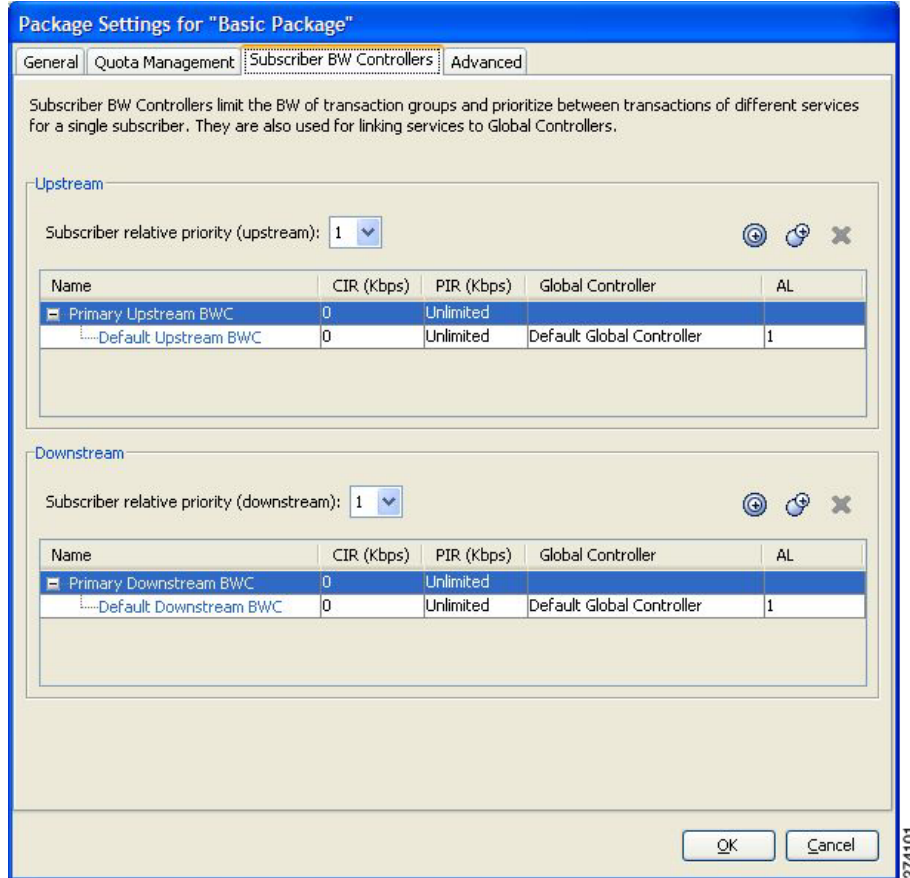 Package Settings for "Basic Package"
General Quota Management Subscriber BW Controllers Advanced
Subscriber BW Controllers limit the BW of transaction groups and prioritize between transactions of different services
for a single subscriber. They are also used for linking services to Global Controllers.
Upstream
Subscriber relative priority (upstream): 1
Name CIR (Kbps) PIR (Kbps) Global Controller AL
Primary Upstream BWC 0 Unlimited
Default Upstream BWC 0 Unlimited Default Global Controller 1
Downstream
Subscriber relative priority (downstream): 1
Name CIR (Kbps) PIR (Kbps) Global Controller AL
Primary Downstream BWC 0 Unlimited
Default Downstream BWC 0 Unlimited Default Global Controller 1
OK Cancel
274101